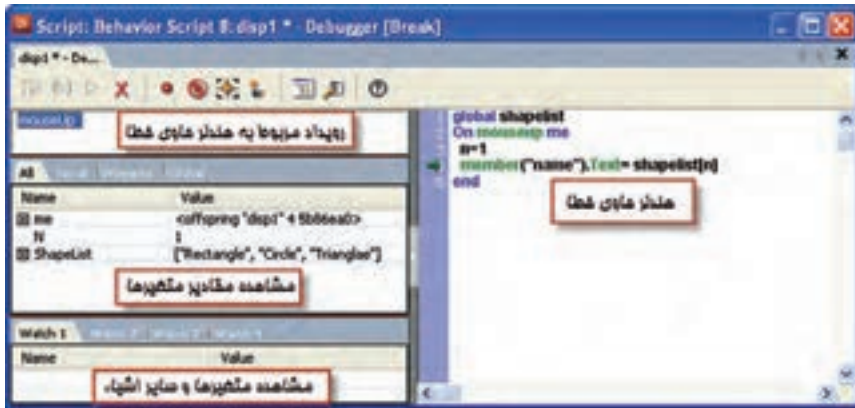 Script: Behavior Script 8: disp1 * - Debugger [Break]
disp1 * - De...
mouseUp
رویداد مربوط به هندلر حاوی خطا
All
Name Value
me <offspring "disp1" 4 5b86ea0>
N 1
ShapeList ["Rectangle", "Circle", "Trianglae"]
مشاهده مقادیر متغیرها
Watch 1
Name Value
مشاهده متغیرها و سایر اشیاء
global shapelist
On mouseup me
n=1
member("name").Text= shapelist[n]
end
هندلر حاوی خطا